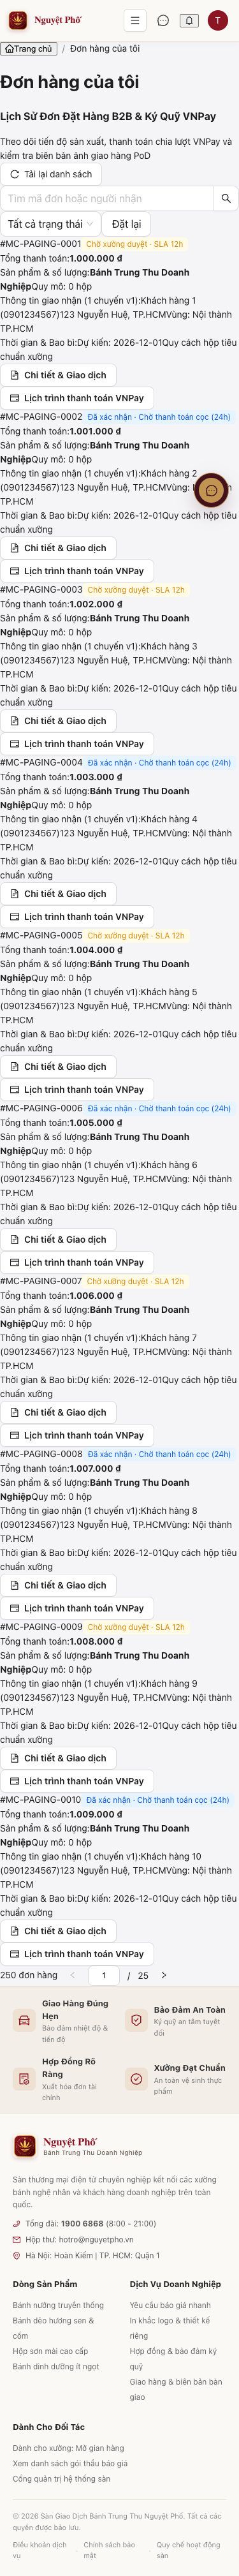 Nguyệt Phố
T
Trang chủ / Đơn hàng của tôi
Đơn hàng của tôi
Lịch Sử Đơn Đặt Hàng B2B & Ký Quỹ VNPay
Theo dõi tiến độ sản xuất, thanh toán chia lượt VNPay và
kiểm tra biên bản ảnh giao hàng PoD
Tải lại danh sách
Tìm mã đơn hoặc người nhận
Tất cả trạng thái
Đặt lại
#MC-PAGING-0001 Chờ xưởng duyệt · SLA 12h
Tổng thanh toán:1.000.000 ₫
Sản phẩm & số lượng:Bánh Trung Thu Doanh
NghiệpQuy mô: 0 hộp
Thông tin giao nhận (1 chuyến v1):Khách hàng 1
(0901234567)123 Nguyễn Huệ, TP.HCMVùng: Nội thành
TP.HCM
Thời gian & Bao bì:Dự kiến: 2026-12-01Quy cách hộp tiêu
chuẩn xưởng
Chi tiết & Giao dịch
Lịch trình thanh toán VNPay
#MC-PAGING-0002 Đã xác nhận · Chờ thanh toán cọc (24h)
Tổng thanh toán:1.001.000 ₫
Sản phẩm & số lượng:Bánh Trung Thu Doanh
NghiệpQuy mô: 0 hộp
Thông tin giao nhận (1 chuyến v1):Khách hàng 2
(0901234567)123 Nguyễn Huệ, TP.HCMVùng: thành
TP.HCM
Thời gian & Bao bì:Dự kiến: 2026-12-01Quy cách hộp tiêu
chuẩn xưởng
Chi tiết & Giao dịch
Lịch trình thanh toán VNPay
#MC-PAGING-0003 Chờ xưởng duyệt · SLA 12h
Tổng thanh toán:1.002.000 ₫
Sản phẩm & số lượng:Bánh Trung Thu Doanh
NghiệpQuy mô: 0 hộp
Thông tin giao nhận (1 chuyến v1):Khách hàng 3
(0901234567)123 Nguyễn Huệ, TP.HCMVùng: Nội thành
TP.HCM
Thời gian & Bao bì:Dự kiến: 2026-12-01Quy cách hộp tiêu
chuẩn xưởng
Chi tiết & Giao dịch
Lịch trình thanh toán VNPay
#MC-PAGING-0004 Đã xác nhận · Chờ thanh toán cọc (24h)
Tổng thanh toán:1.003.000 ₫
Sản phẩm & số lượng:Bánh Trung Thu Doanh
NghiệpQuy mô: 0 hộp
Thông tin giao nhận (1 chuyến v1):Khách hàng 4
(0901234567)123 Nguyễn Huệ, TP.HCMVùng: Nội thành
TP.HCM
Thời gian & Bao bì:Dự kiến: 2026-12-01Quy cách hộp tiêu
chuẩn xưởng
Chi tiết & Giao dịch
Lịch trình thanh toán VNPay
#MC-PAGING-0005 Chờ xưởng duyệt · SLA 12h
Tổng thanh toán:1.004.000 ₫
Sản phẩm & số lượng:Bánh Trung Thu Doanh
NghiệpQuy mô: 0 hộp
Thông tin giao nhận (1 chuyến v1):Khách hàng 5
(0901234567)123 Nguyễn Huệ, TP.HCMVùng: Nội thành
TP.HCM
Thời gian & Bao bì:Dự kiến: 2026-12-01Quy cách hộp tiêu
chuẩn xưởng
Chi tiết & Giao dịch
Lịch trình thanh toán VNPay
#MC-PAGING-0006 Đã xác nhận · Chờ thanh toán cọc (24h)
Tổng thanh toán:1.005.000 ₫
Sản phẩm & số lượng:Bánh Trung Thu Doanh
NghiệpQuy mô: 0 hộp
Thông tin giao nhận (1 chuyến v1):Khách hàng 6
(0901234567)123 Nguyễn Huệ, TP.HCMVùng: Nội thành
TP.HCM
Thời gian & Bao bì:Dự kiến: 2026-12-01Quy cách hộp tiêu
chuẩn xưởng
Chi tiết & Giao dịch
Lịch trình thanh toán VNPay
#MC-PAGING-0007 Chờ xưởng duyệt · SLA 12h
Tổng thanh toán:1.006.000 ₫
Sản phẩm & số lượng:Bánh Trung Thu Doanh
NghiệpQuy mô: 0 hộp
Thông tin giao nhận (1 chuyến v1):Khách hàng 7
(0901234567)123 Nguyễn Huệ, TP.HCMVùng: Nội thành
TP.HCM
Thời gian & Bao bì:Dự kiến: 2026-12-01Quy cách hộp tiêu
chuẩn xưởng
Chi tiết & Giao dịch
Lịch trình thanh toán VNPay
#MC-PAGING-0008 Đã xác nhận · Chờ thanh toán cọc (24h)
Tổng thanh toán:1.007.000 ₫
Sản phẩm & số lượng:Bánh Trung Thu Doanh
NghiệpQuy mô: 0 hộp
Thông tin giao nhận (1 chuyến v1):Khách hàng 8
(0901234567)123 Nguyễn Huệ, TP.HCMVùng: Nội thành
TP.HCM
Thời gian & Bao bì:Dự kiến: 2026-12-01Quy cách hộp tiêu
chuẩn xưởng
Chi tiết & Giao dịch
Lịch trình thanh toán VNPay
#MC-PAGING-0009 Chờ xưởng duyệt · SLA 12h
Tổng thanh toán:1.008.000 ₫
Sản phẩm & số lượng:Bánh Trung Thu Doanh
NghiệpQuy mô: 0 hộp
Thông tin giao nhận (1 chuyến v1):Khách hàng 9
(0901234567)123 Nguyễn Huệ, TP.HCMVùng: Nội thành
TP.HCM
Thời gian & Bao bì:Dự kiến: 2026-12-01Quy cách hộp tiêu
chuẩn xưởng
Chi tiết & Giao dịch
Lịch trình thanh toán VNPay
#MC-PAGING-0010 Đã xác nhận · Chờ thanh toán cọc (24h)
Tổng thanh toán:1.009.000 ₫
Sản phẩm & số lượng:Bánh Trung Thu Doanh
NghiệpQuy mô: 0 hộp
Thông tin giao nhận (1 chuyến v1):Khách hàng 10
(0901234567)123 Nguyễn Huệ, TP.HCMVùng: Nội thành
TP.HCM
Thời gian & Bao bì:Dự kiến: 2026-12-01Quy cách hộp tiêu
chuẩn xưởng
Chi tiết & Giao dịch
Lịch trình thanh toán VNPay
250 đơn hàng 1 / 25
Giao Hàng Đúng
Hẹn
Bảo đảm nhiệt độ &
tiến độ
Bảo Đảm An Toàn
Ký quỹ an tâm tuyệt
đối
Hợp Đồng Rõ
Ràng
Xuất hóa đơn tài
chính
Xưởng Đạt Chuẩn
An toàn vệ sinh thực
phẩm
Nguyệt Phố
Bánh Trung Thu Doanh Nghiệp
Sàn thương mại điện tử chuyên nghiệp kết nối các xưởng
bánh nghệ nhân và khách hàng doanh nghiệp trên toàn
quốc.
Tổng đài: 1900 6868 (8:00 - 21:00)
Hộp thư: hotro@nguyetpho.vn
Hà Nội: Hoàn Kiếm | TP. HCM: Quận 1
Dòng Sản Phẩm
Bánh nướng truyền thống
Bánh dẻo hương sen &
cốm
Hộp sơn mài cao cấp
Bánh dinh dưỡng ít ngọt
Dịch Vụ Doanh Nghiệp
Yêu cầu báo giá nhanh
In khắc logo & thiết kế
riêng
Hợp đồng & bảo đảm ký
quỹ
Giao hàng & biên bản bàn
giao
Dành Cho Đối Tác
Dành cho xưởng: Mở gian hàng
Xem danh sách gói thầu báo giá
Cổng quản trị hệ thống sàn
© 2026 Sàn Giao Dịch Bánh Trung Thu Nguyệt Phố. Tất cả các
quyền được bảo lưu.
Điều khoản dịch
vụ
·
Chính sách bảo
mật
·
Quy chế hoạt động
sàn